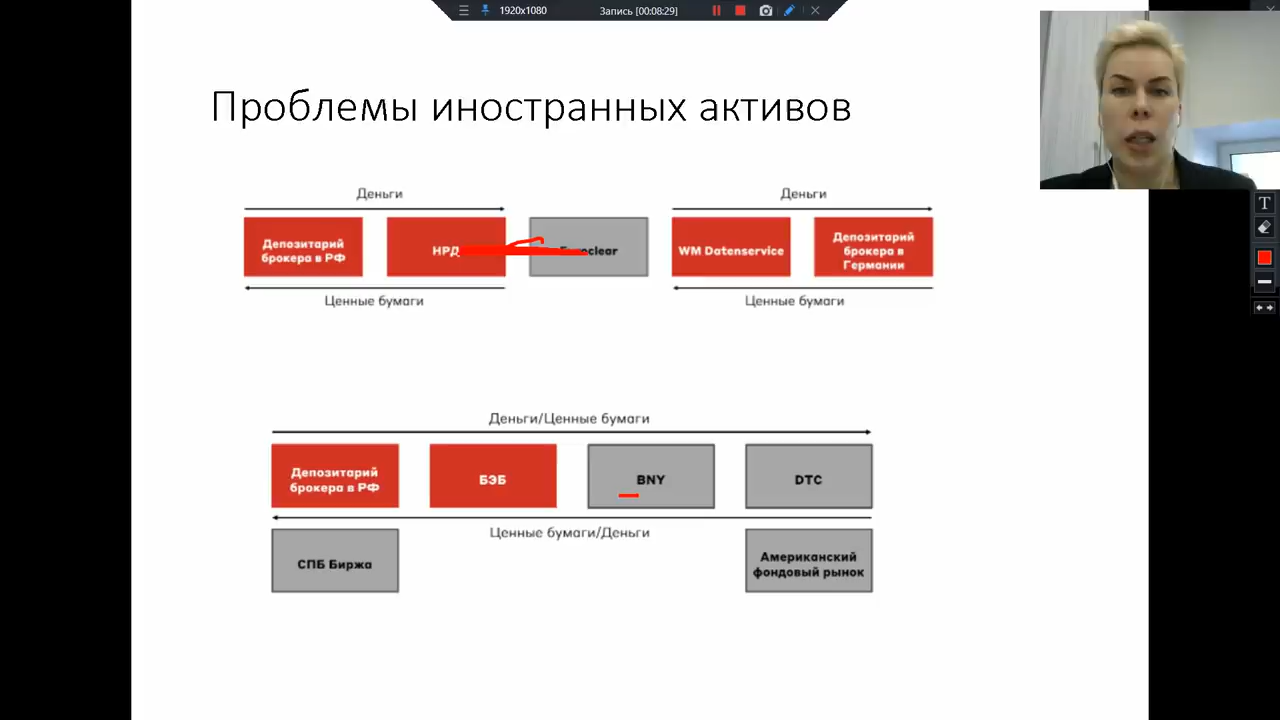 1920x1080
Запись [00:08:29]
Проблемы иностранных активов
Деньги
Деньги
Депозитарий
брокера в РФ
НРД
Euroclear
WM Datenservice
Депозитарий
брокера в
Германии
Ценные бумаги
Ценные бумаги
Деньги/Ценные бумаги
Депозитарий
брокера в РФ
БЭБ
BNY
DTC
Ценные бумаги/Деньги
СПБ Биржа
Американский
фондовый рынок
T